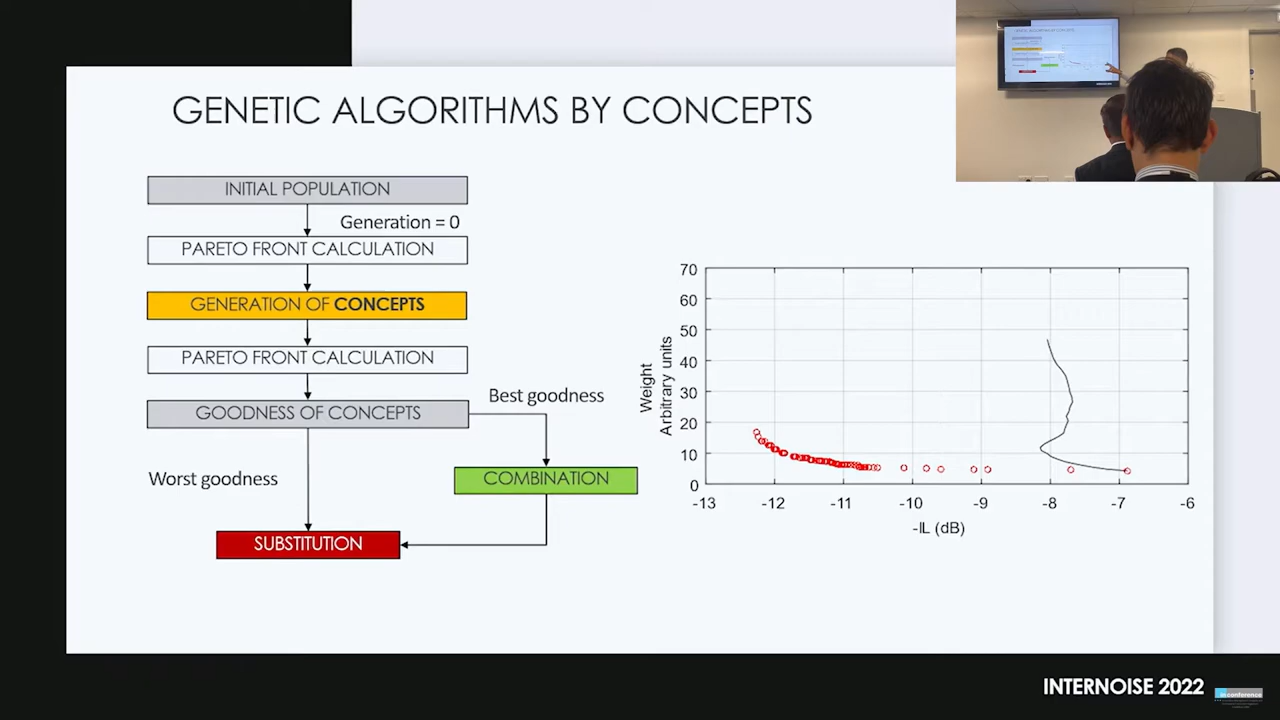 GENETIC ALGORITHMS BY CONCEPTS
INITIAL POPULATION
Generation = 0
PARETO FRONT CALCULATION
GENERATION OF CONCEPTS
PARETO FRONT CALCULATION
GOODNESS OF CONCEPTS
Best goodness
Worst goodness
COMBINATION
SUBSTITUTION
Weight
Arbitrary units
70
60
50
40
30
20
10
0
-13
-12
-11
-10
-9
-8
-7
-6
-IL (dB)
INTERNOISE 2022
conference